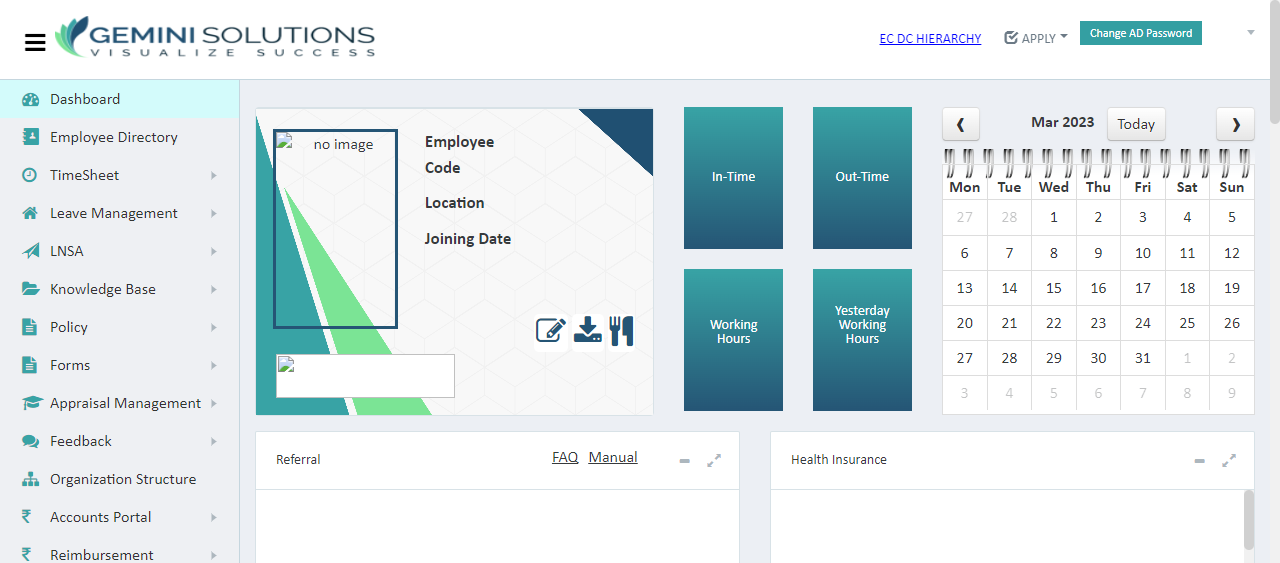 GEMINI SOLUTIONS
VISUALIZE SUCCESS
EC DC HIERARCHY
APPLY
Change AD Password
Dashboard
Employee Directory
TimeSheet
Leave Management
LNSA
Knowledge Base
Policy
Forms
Appraisal Management
Feedback
Organization Structure
Accounts Portal
Reimbursement
no image
Employee
Code
Location
Joining Date
In-Time
Out-Time
Working
Hours
Yesterday
Working
Hours
Mar 2023
Today
Mon Tue Wed Thu Fri Sat Sun
27 28 1 2 3 4 5
6 7 8 9 10 11 12
13 14 15 16 17 18 19
20 21 22 23 24 25 26
27 28 29 30 31 1 2
3 4 5 6 7 8 9
Referral
FAQ Manual
Health Insurance